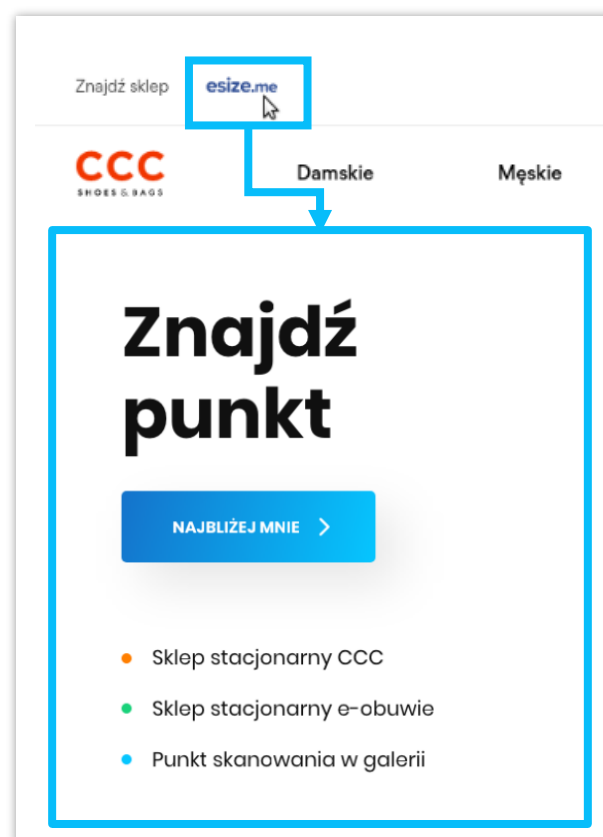 Znajdź sklep esize.me
CCC
SHOES & BAGS
Damskie Męskie
Znajdź
punkt
NAJBLIŻEJ MNIE
Sklep stacjonarny CCC
Sklep stacjonarny e-obuwie
Punkt skanowania w galerii